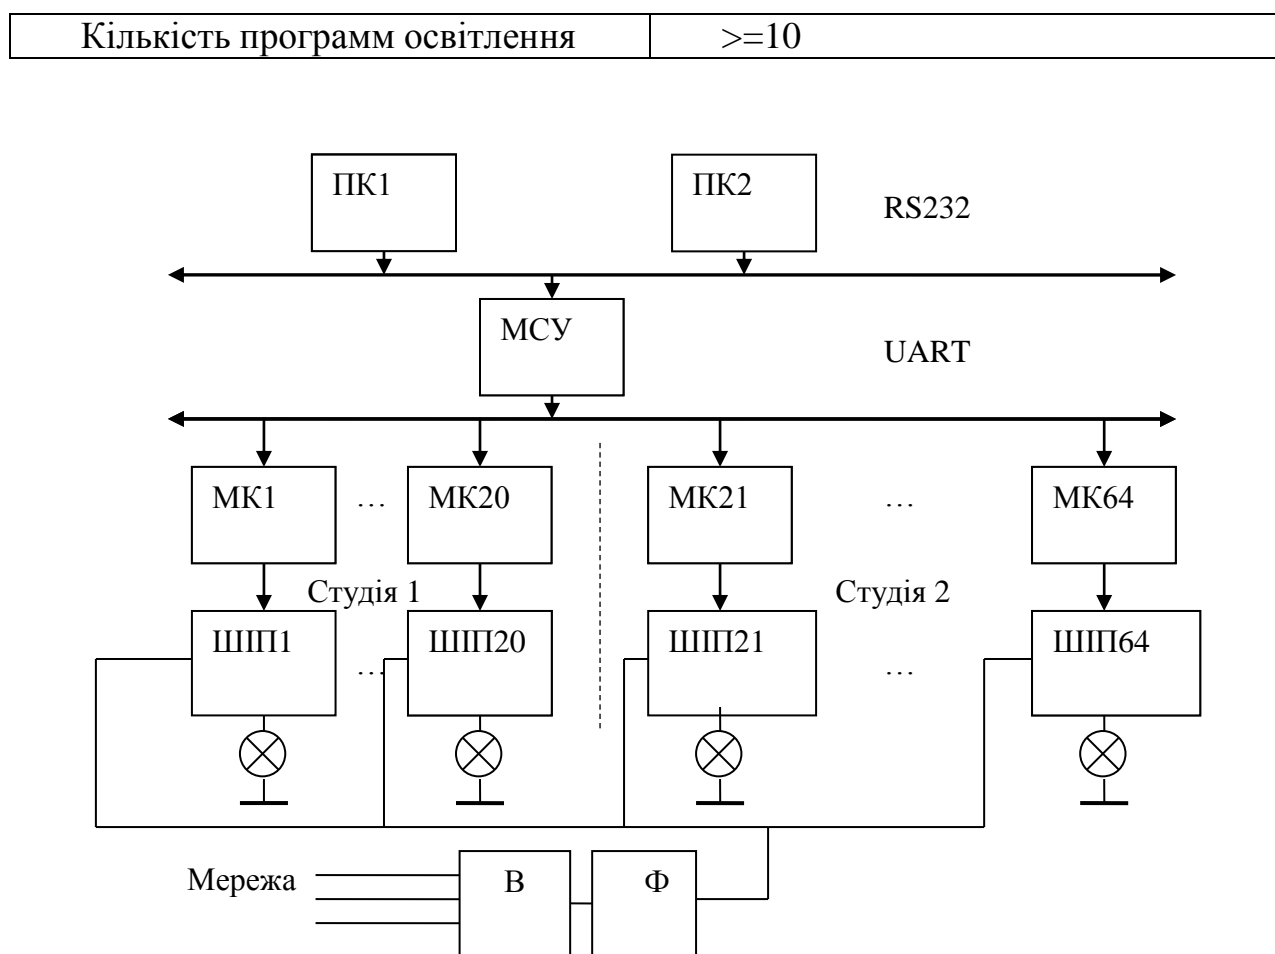 Кількість программ освітлення >=10
ПК1 ПК2
RS232
МСУ
UART
МК1 … МК20 МК21 … МК64
Студія 1 Студія 2
ШІП1 … ШІП20 ШІП21 … ШІП64
Мережа В Ф